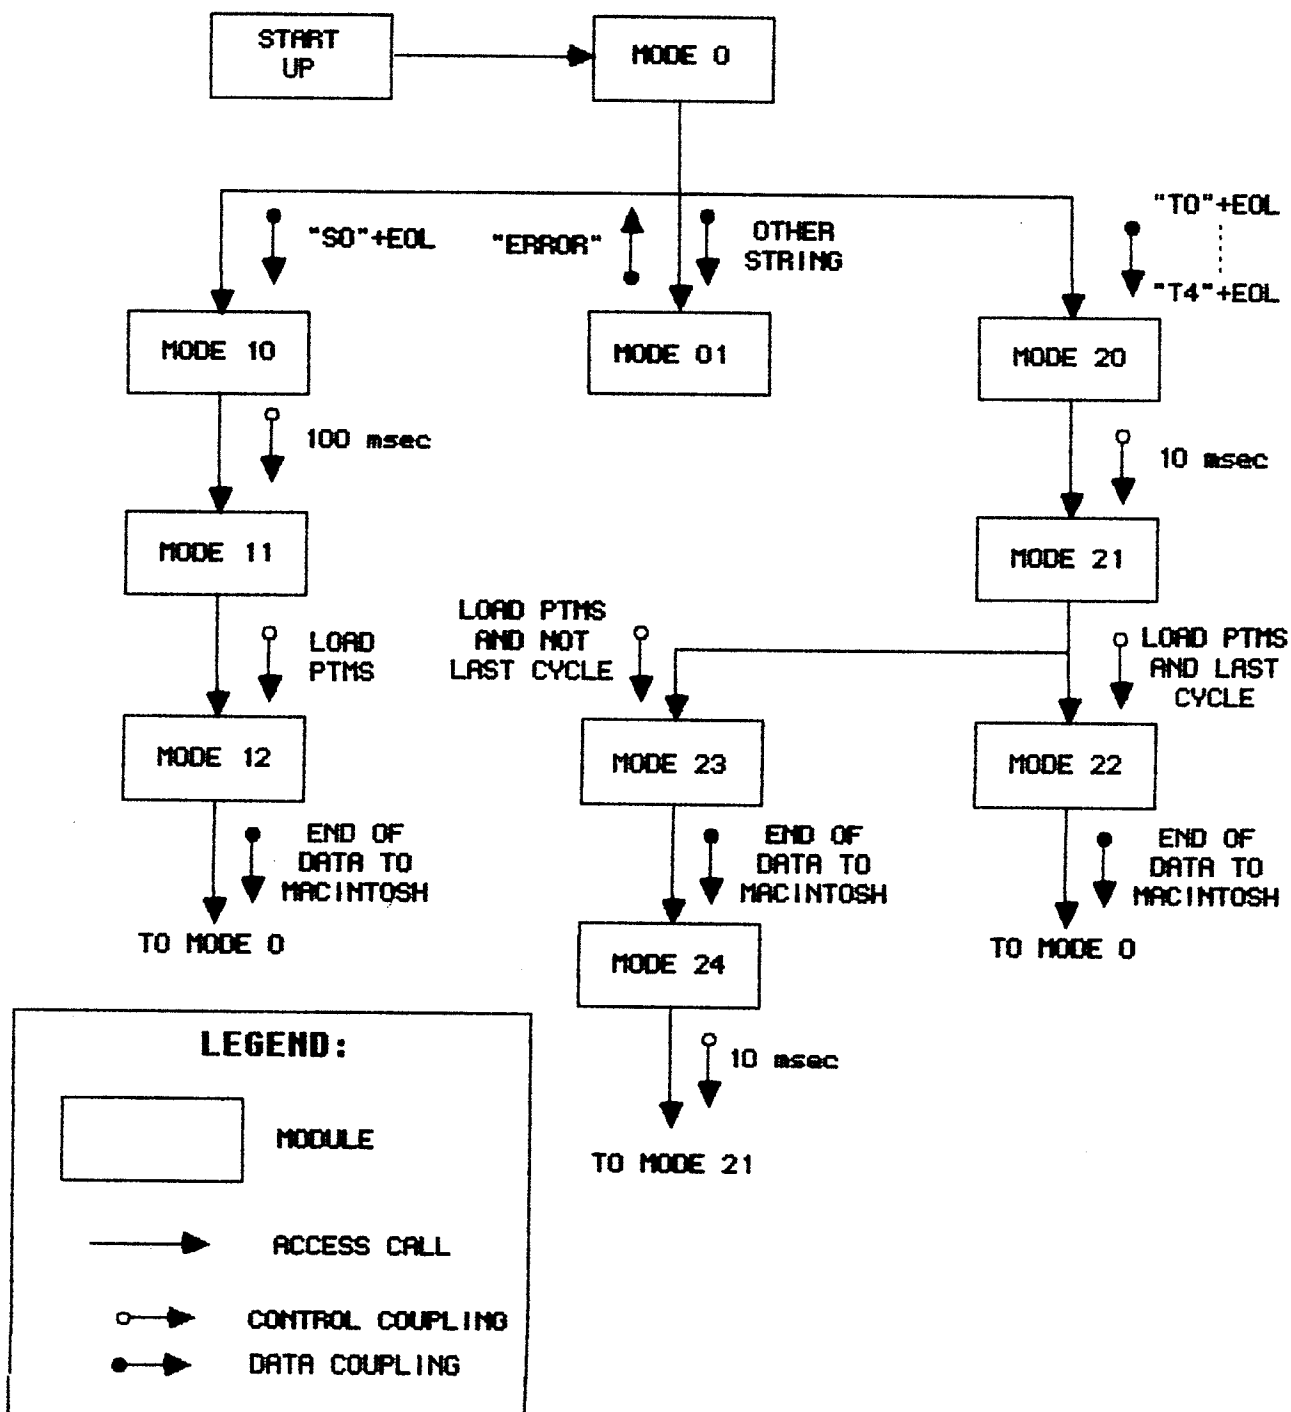 START
UP
MODE 0
"S0"+EOL
"ERROR"
OTHER
STRING
"T0"+EOL
"T4"+EOL
MODE 10
MODE 01
MODE 20
100 msec
10 msec
MODE 11
MODE 21
LOAD
PTMS
LOAD PTMS
AND NOT
LAST CYCLE
LOAD PTMS
AND LAST
CYCLE
MODE 12
MODE 23
MODE 22
END OF
DATA TO
MACINTOSH
END OF
DATA TO
MACINTOSH
END OF
DATA TO
MACINTOSH
TO MODE 0
MODE 24
TO MODE 0
10 msec
TO MODE 21
LEGEND:
MODULE
ACCESS CALL
CONTROL COUPLING
DATA COUPLING